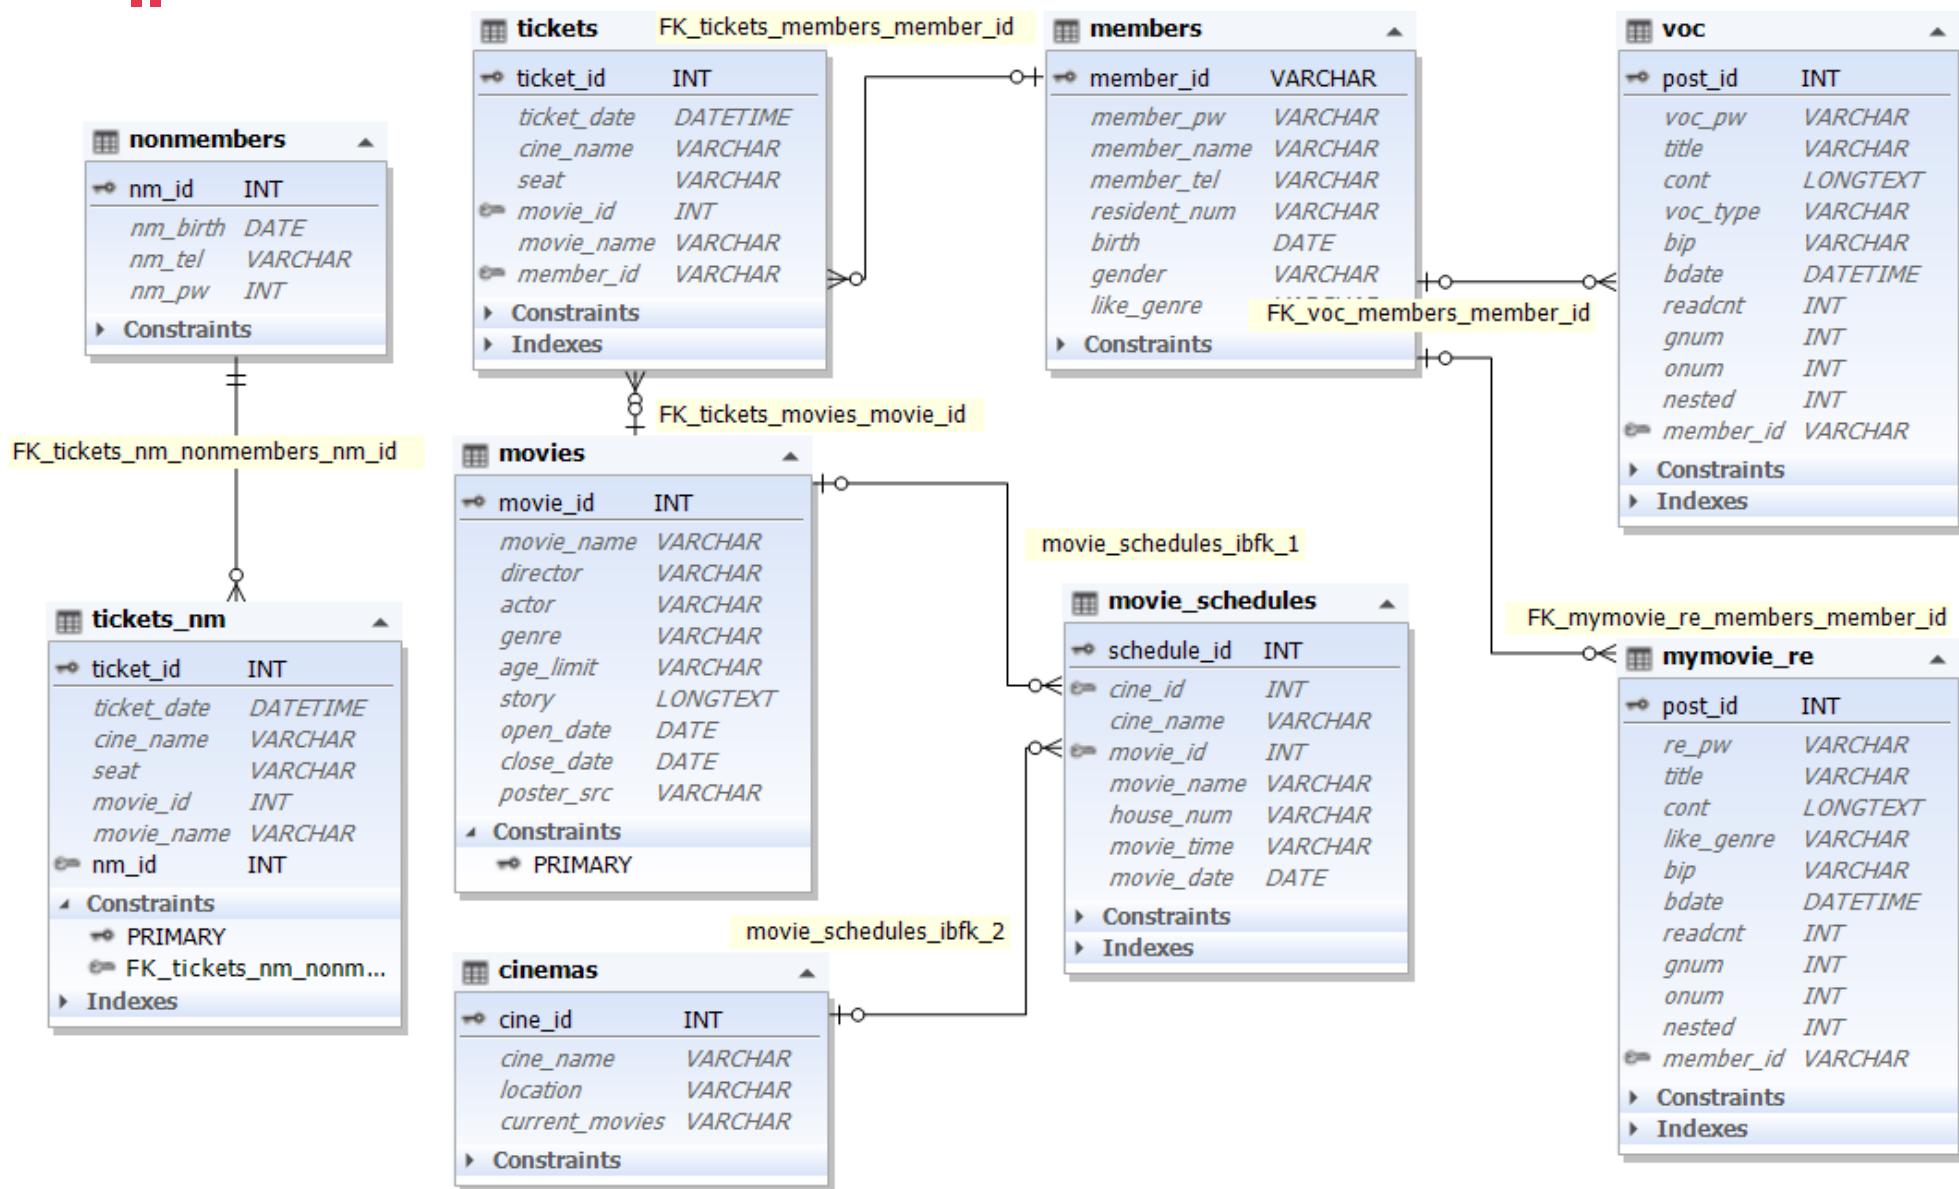 nonmembers
nm_id INT
nm_birth DATE
nm_tel VARCHAR
nm_pw INT
Constraints
FK_tickets_nm_nonmembers_nm_id
tickets_nm
ticket_id INT
ticket_date DATETIME
cine_name VARCHAR
seat VARCHAR
movie_id INT
movie_name VARCHAR
nm_id INT
Constraints
PRIMARY
FK_tickets_nm_nonm...
Indexes
tickets
ticket_id INT
ticket_date DATETIME
cine_name VARCHAR
seat VARCHAR
movie_id INT
movie_name VARCHAR
member_id VARCHAR
Constraints
Indexes
FK_tickets_members_member_id
FK_tickets_movies_movie_id
movies
movie_id INT
movie_name VARCHAR
director VARCHAR
actor VARCHAR
genre VARCHAR
age_limit VARCHAR
story LONGTEXT
open_date DATE
close_date DATE
poster_src VARCHAR
Constraints
PRIMARY
movie_schedules_ibfk_2
cinemas
cine_id INT
cine_name VARCHAR
location VARCHAR
current_movies VARCHAR
Constraints
members
member_id VARCHAR
member_pw VARCHAR
member_name VARCHAR
member_tel VARCHAR
resident_num VARCHAR
birth DATE
gender VARCHAR
like_genre
Constraints
FK_voc_members_member_id
movie_schedules_ibfk_1
movie_schedules
schedule_id INT
cine_id INT
cine_name VARCHAR
movie_id INT
movie_name VARCHAR
house_num VARCHAR
movie_time VARCHAR
movie_date DATE
Constraints
Indexes
voc
post_id INT
voc_pw VARCHAR
title VARCHAR
cont LONGTEXT
voc_type VARCHAR
bip VARCHAR
bdate DATETIME
readcnt INT
gnum INT
onum INT
nested INT
member_id VARCHAR
Constraints
Indexes
FK_mymovie_re_members_member_id
mymovie_re
post_id INT
re_pw VARCHAR
title VARCHAR
cont LONGTEXT
like_genre VARCHAR
bip VARCHAR
bdate DATETIME
readcnt INT
gnum INT
onum INT
nested INT
member_id VARCHAR
Constraints
Indexes